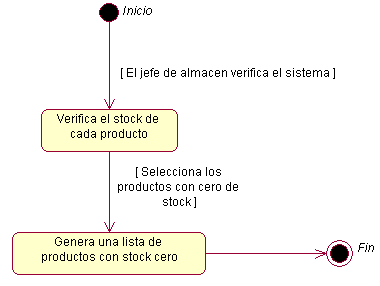 Inicio
[ El jefe de almacen verifica el sistema ]
Verifica el stock de
cada producto
[ Selecciona los
productos con cero de
stock ]
Genera una lista de
productos con stock cero
Fin